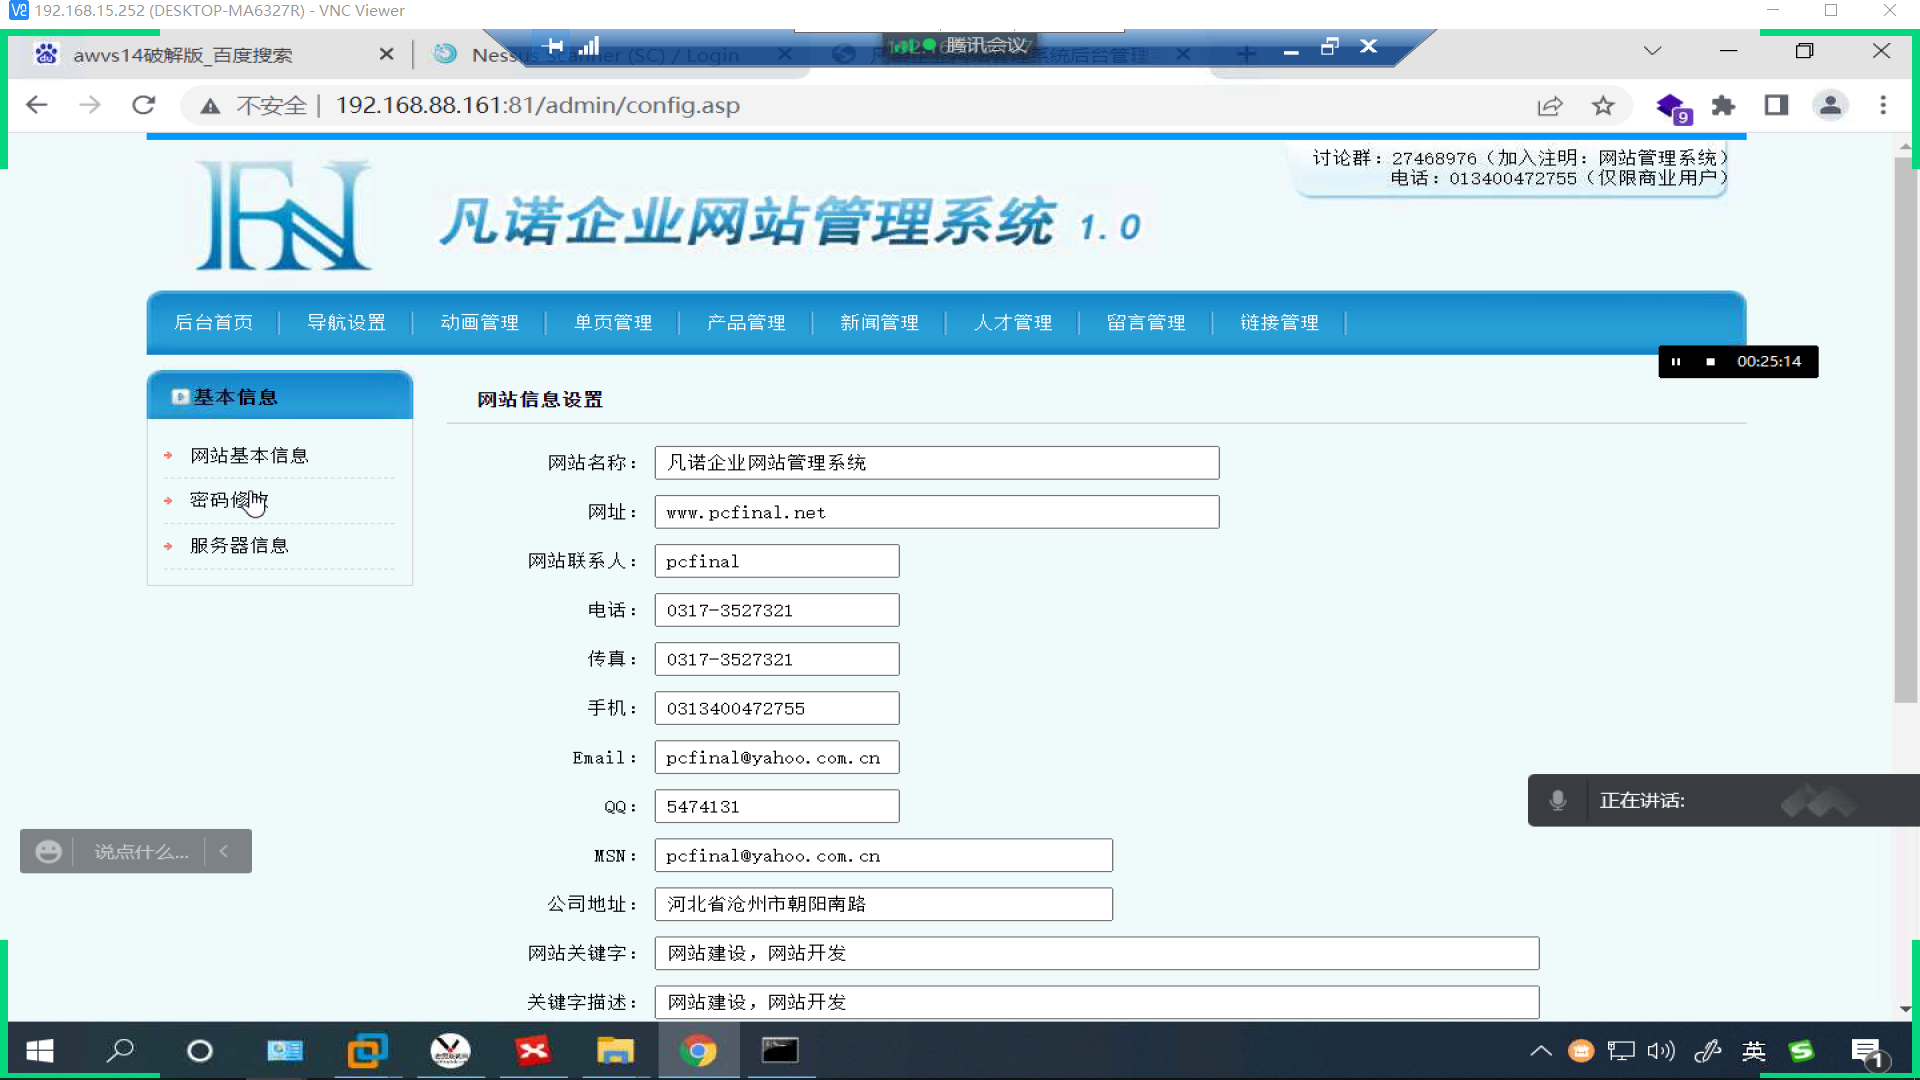 192.168.15.252 (DESKTOP-MA6327R) - VNC Viewer
awvs14破解版_百度搜索
Nessus Scanner (SC) / Login
腾讯会议
系统后台管理
不安全 | 192.168.88.161:81/admin/config.asp
9
讨论群：27468976（加入注明：网站管理系统）
电话：013400472755（仅限商业用户）
FN
凡诺企业网站管理系统 1.0
后台首页 导航设置 动画管理 单页管理 产品管理 新闻管理 人才管理 留言管理 链接管理
00:25:14
基本信息
网站基本信息
密码修改
服务器信息
网站信息设置
网站名称： 凡诺企业网站管理系统
网址： www.pcfinal.net
网站联系人： pcfinal
电话： 0317-3527321
传真： 0317-3527321
手机： 0313400472755
Email： pcfinal@yahoo.com.cn
QQ： 5474131
MSN： pcfinal@yahoo.com.cn
公司地址： 河北省沧州市朝阳南路
网站关键字： 网站建设，网站开发
关键字描述： 网站建设，网站开发
正在讲话:
说点什么...
英
1